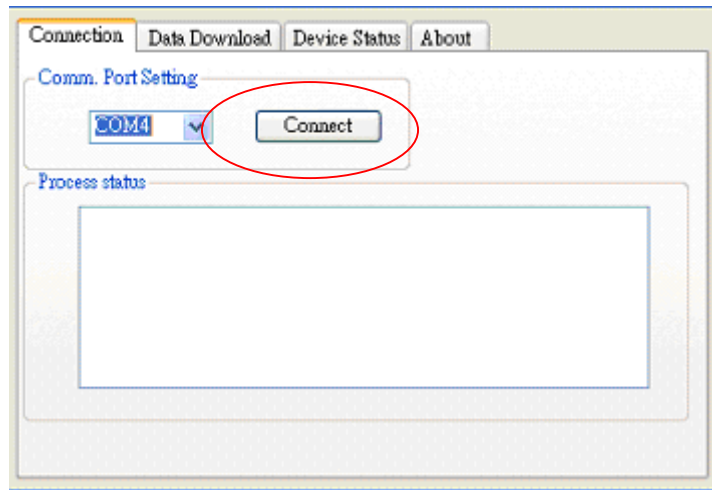 Connection Data Download Device Status About
Comm. Port Setting
COM4 Connect
Process status